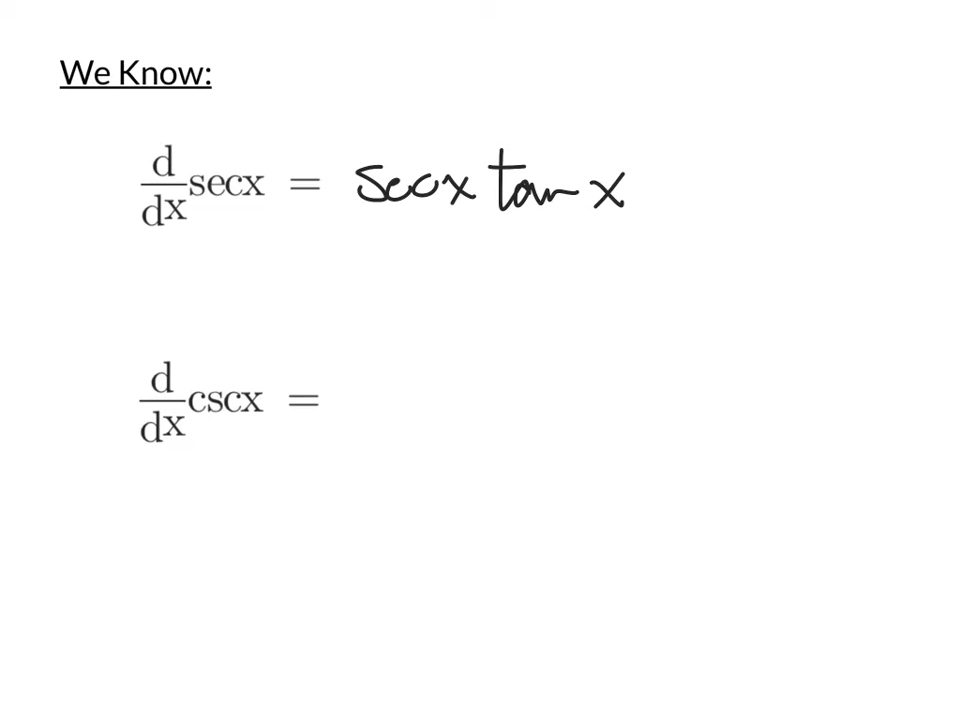 We Know:
d/dx secx = secx tan x
d/dx cscx =